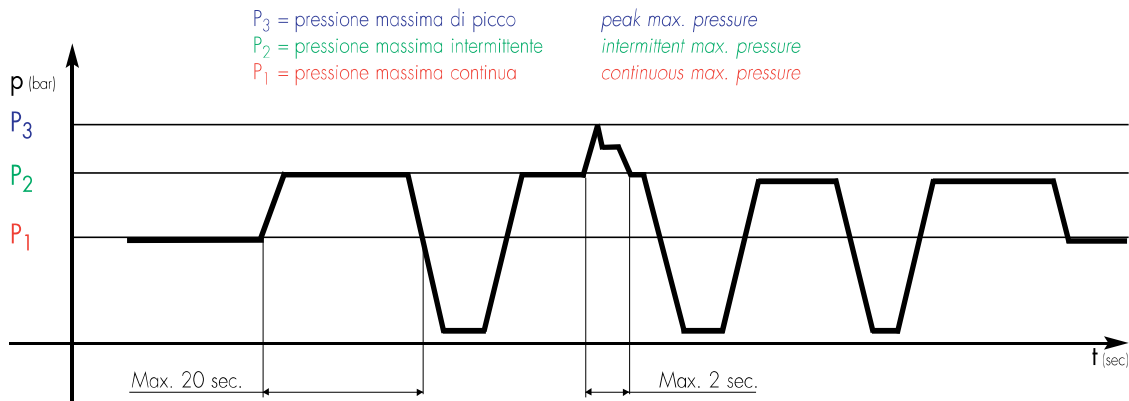 P3 = pressione massima di picco peak max. pressure
P2 = pressione massima intermittente intermittent max. pressure
P1 = pressione massima continua continuous max. pressure
p (bar)
P3
P2
P1
t (sec)
Max. 20 sec. Max. 2 sec.